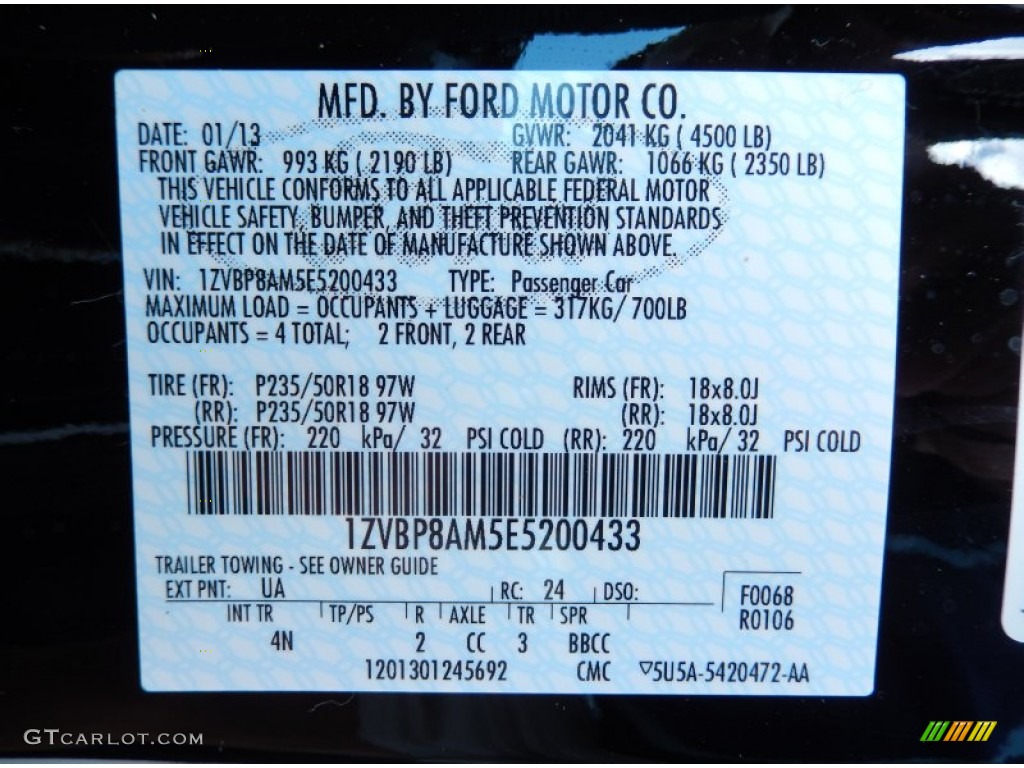 MFD. BY FORD MOTOR CO.
DATE: 01/13 GVWR: 2041 KG ( 4500 LB)
FRONT GAWR: 993 KG ( 2190 LB) REAR GAWR: 1066 KG ( 2350 LB)
THIS VEHICLE CONFORMS TO ALL APPLICABLE FEDERAL MOTOR
VEHICLE SAFETY, BUMPER, AND THEFT PREVENTION STANDARDS
IN EFFECT ON THE DATE OF MANUFACTURE SHOWN ABOVE.
VIN: 1ZVBP8AM5E5200433 TYPE: Passenger Car
MAXIMUM LOAD = OCCUPANTS + LUGGAGE = 317KG/ 700LB
OCCUPANTS = 4 TOTAL; 2 FRONT, 2 REAR
TIRE (FR): P235/50R18 97W RIMS (FR): 18x8.0J
(RR): P235/50R18 97W (RR): 18x8.0J
PRESSURE (FR): 220 kPa/ 32 PSI COLD (RR): 220 kPa/ 32 PSI COLD
1ZVBP8AM5E5200433
TRAILER TOWING - SEE OWNER GUIDE
EXT PNT: UA RC: 24 DSO: F0068
INT TR TP/PS R AXLE TR SPR R0106
4N 2 CC 3 BBCC
1201301245692 CMC ▽5U5A-5420472-AA
GTCARLOT.COM